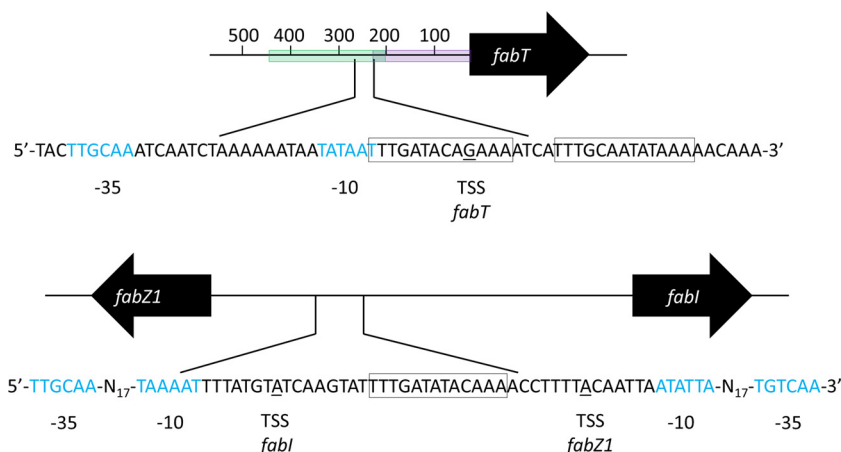 500 400 300 200 100
fabT
5’-TACTTGCAAATCAATCTAAAAAATAATATAATTTGATACAGAAAATCATTTGCAATATAAAAACAAA-3’
-35 -10 TSS
fabT
fabZ1 fabI
5’-TTGCAA-N17-TAAAATTTTATGTATCAAGTATTTTGATATACAAAACCTTTTACAATTAATATTA-N17-TGTCAA-3’
-35 -10 TSS TSS -10 -35
fabI fabZ1